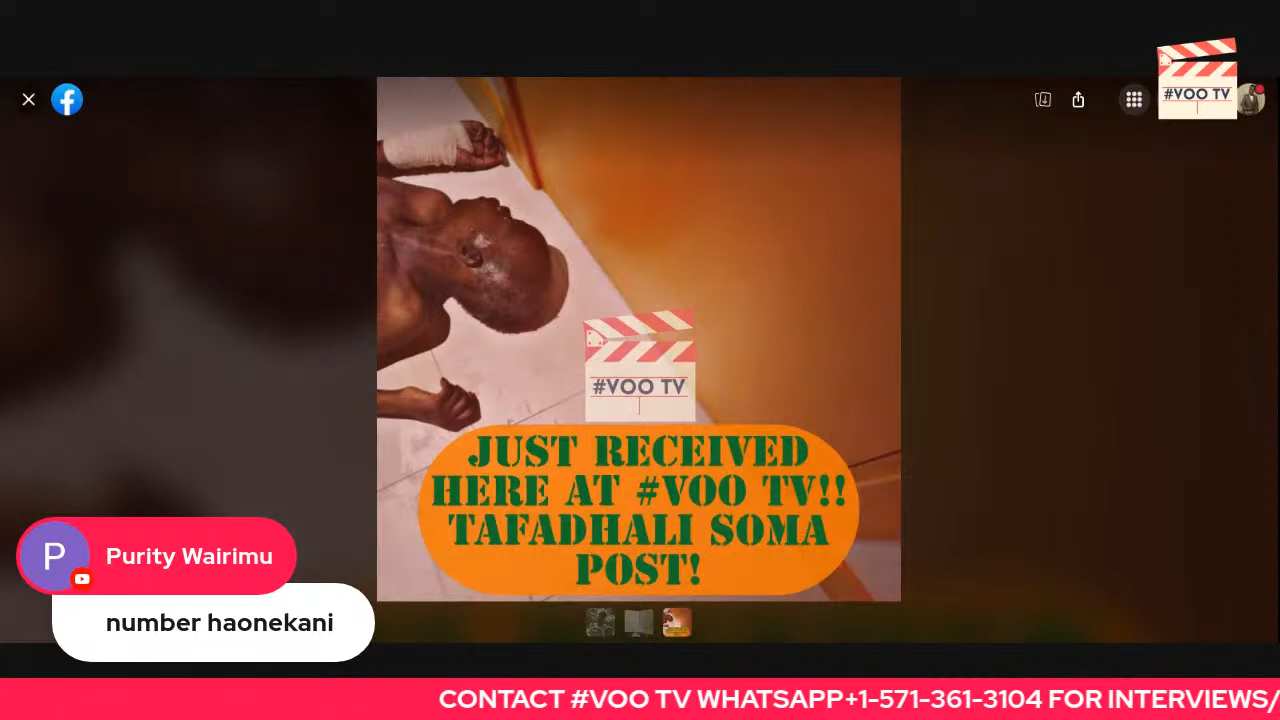 #VOO TV
#VOO TV
JUST RECEIVED
HERE AT #VOO TV!!
TAFADHALI SOMA
POST!
P
Purity Wairimu
number haonekani
CONTACT #VOO TV WHATSAPP+1-571-361-3104 FOR INTERVIEWS/